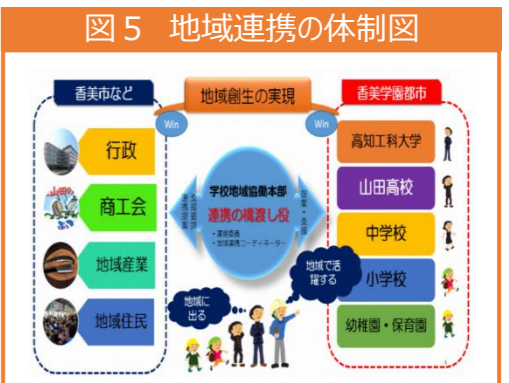 図5 地域連携の体制図
香美市など
地域創生の実現
香美学園都市
Win
Win
行政
商工会
地域産業
地域住民
学校地域協働本部
連携の橋渡し役
・運営委員
・地域連携コーディネーター
高知工科大学
山田高校
中学校
小学校
幼稚園・保育園
地域に
出る
地域で活
躍する